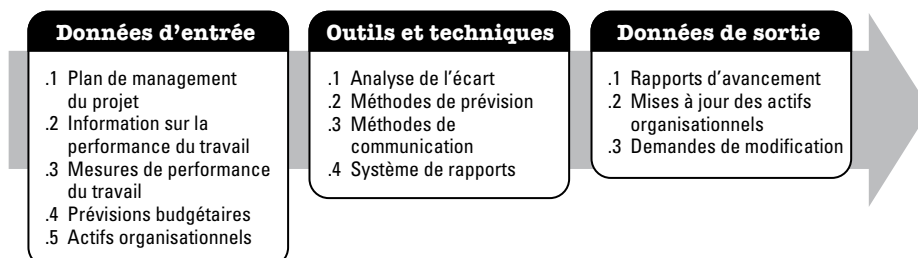 Données d'entrée
.1 Plan de management
du projet
.2 Information sur la
performance du travail
.3 Mesures de performance
du travail
.4 Prévisions budgétaires
.5 Actifs organisationnels
Outils et techniques
.1 Analyse de l'écart
.2 Méthodes de prévision
.3 Méthodes de
communication
.4 Système de rapports
Données de sortie
.1 Rapports d'avancement
.2 Mises à jour des actifs
organisationnels
.3 Demandes de modification